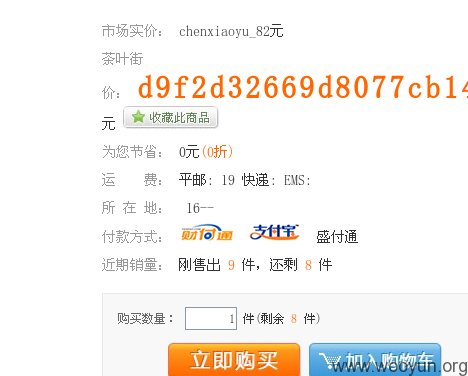 市场实价: chenxiaoyu_82元
茶叶街
价: d9f2d32669d8077cb14
元 收藏此商品
为您节省: 0元(0折)
运 费: 平邮: 19 快递: EMS:
所 在 地: 16--
付款方式: 财付通 支付宝 盛付通
近期销量: 刚售出 9 件，还剩 8 件
购买数量: 1 件(剩余 8 件)
立即购买 加入购物车
www.wooyun.org